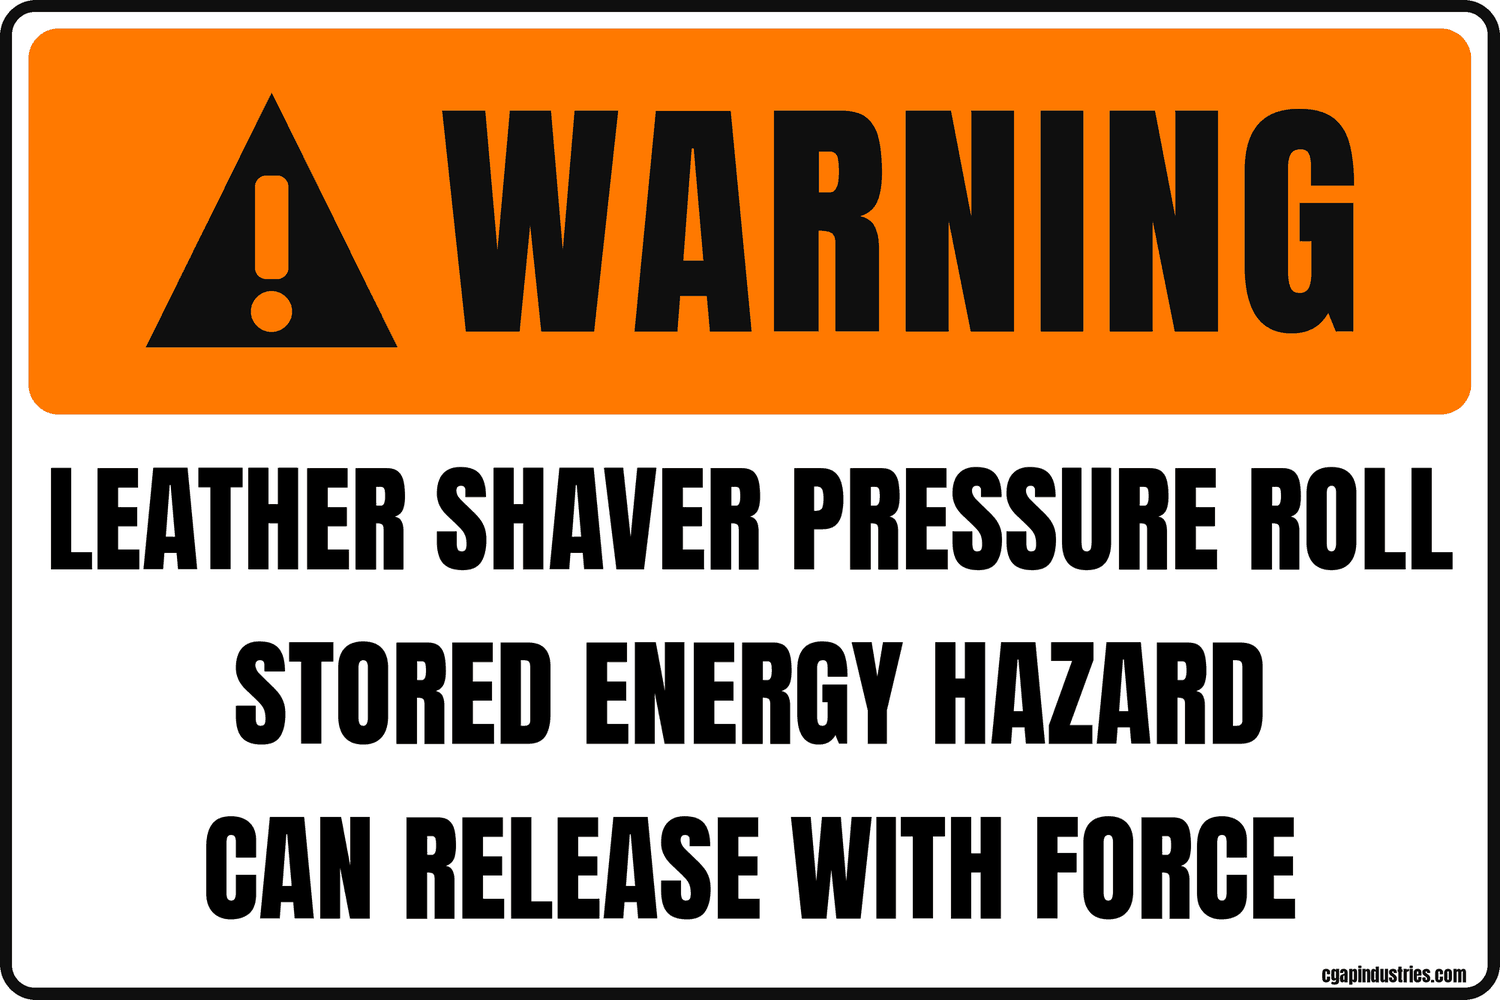 WARNING
LEATHER SHAVER PRESSURE ROLL
STORED ENERGY HAZARD
CAN RELEASE WITH FORCE
cgapindustries.com